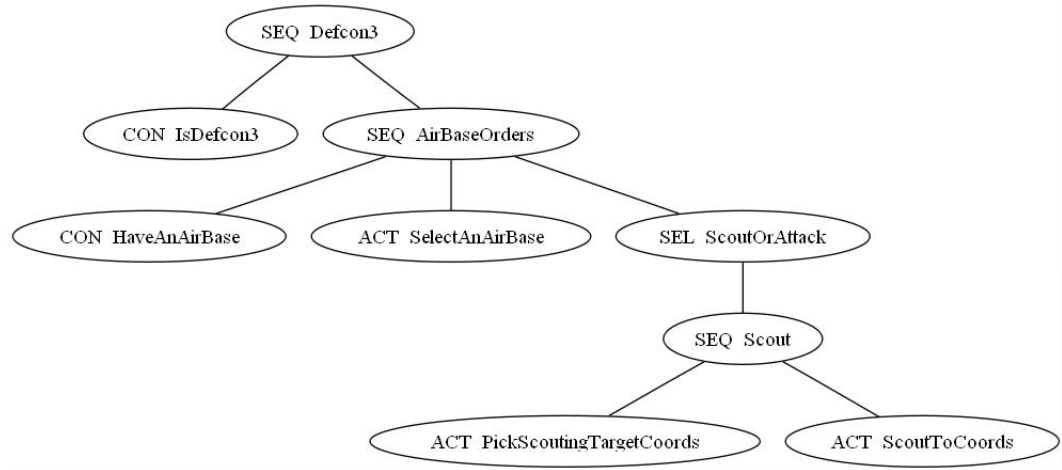 SEQ Defcon3
CON IsDefcon3
SEQ AirBaseOrders
CON HaveAnAirBase
ACT SelectAnAirBase
SEL ScoutOrAttack
SEQ Scout
ACT PickScoutingTargetCoords
ACT ScoutToCoords